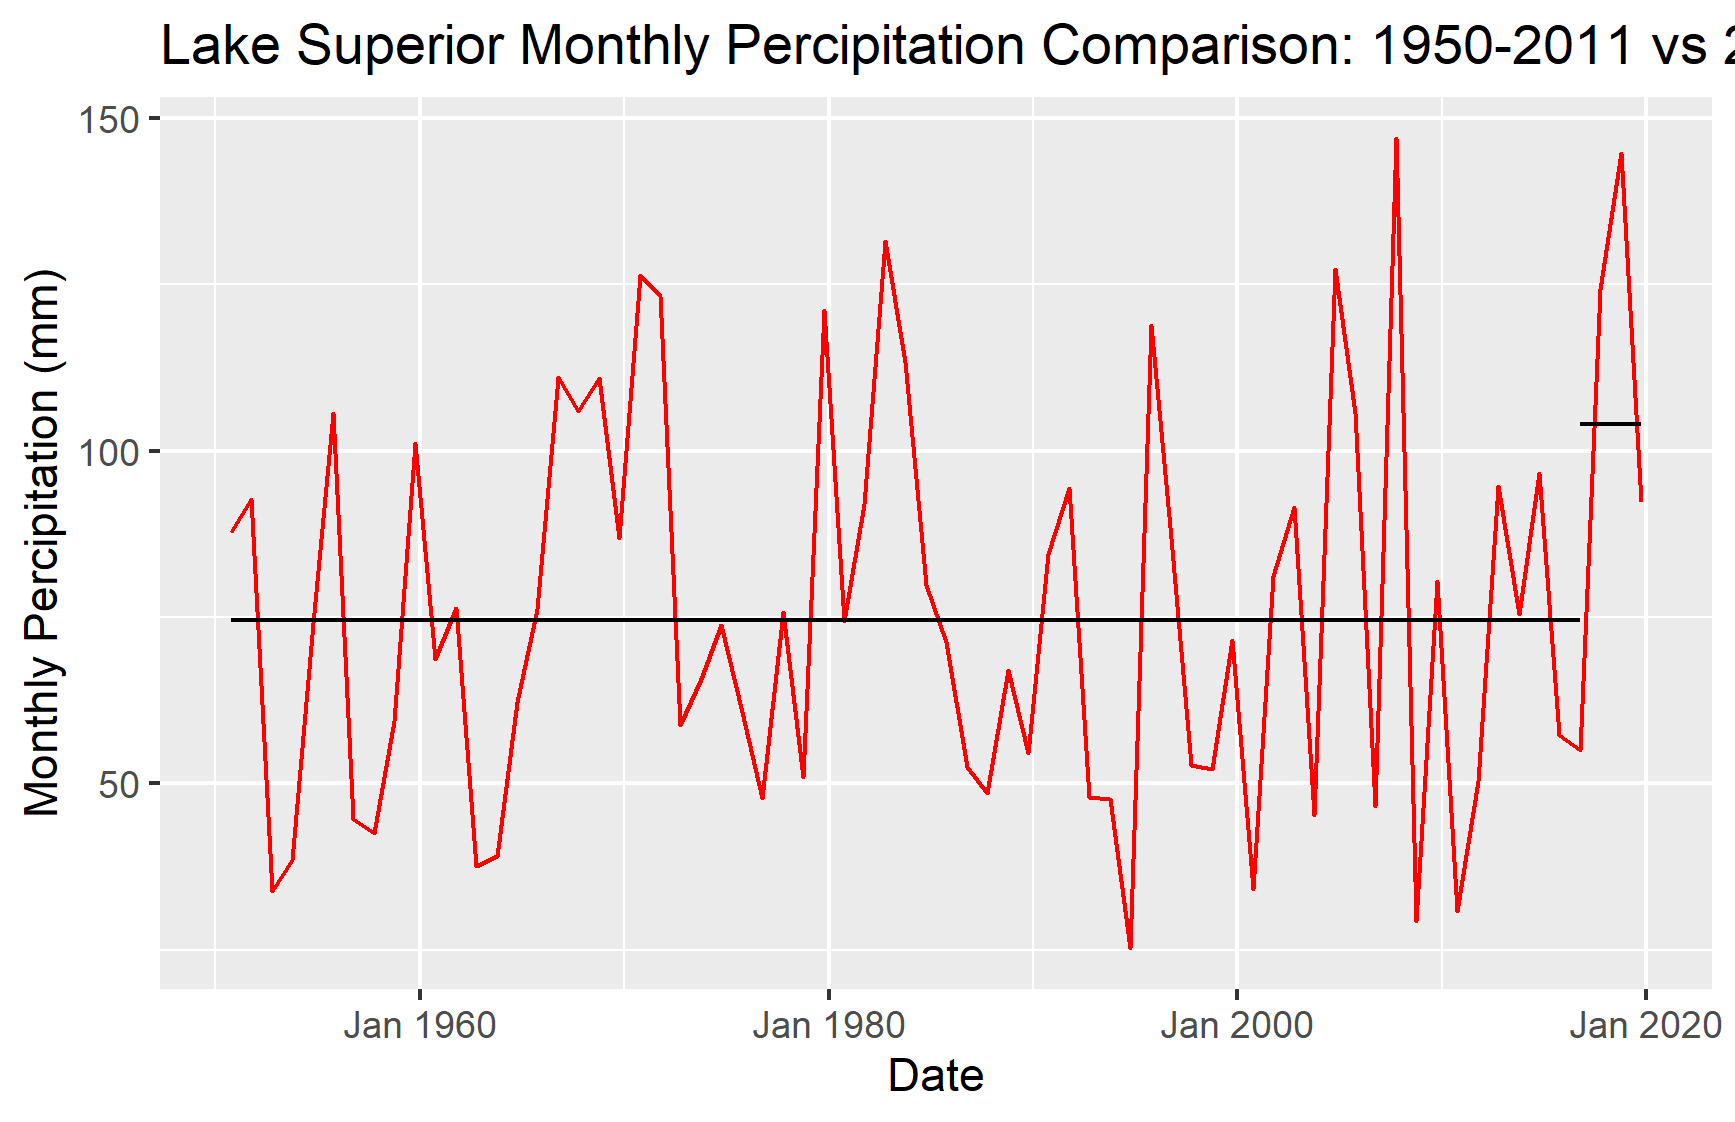 Lake Superior Monthly Percipitation Comparison: 1950-2011 vs 2
150
100
50
Monthly Percipitation (mm)
Jan 1960
Jan 1980
Jan 2000
Jan 2020
Date